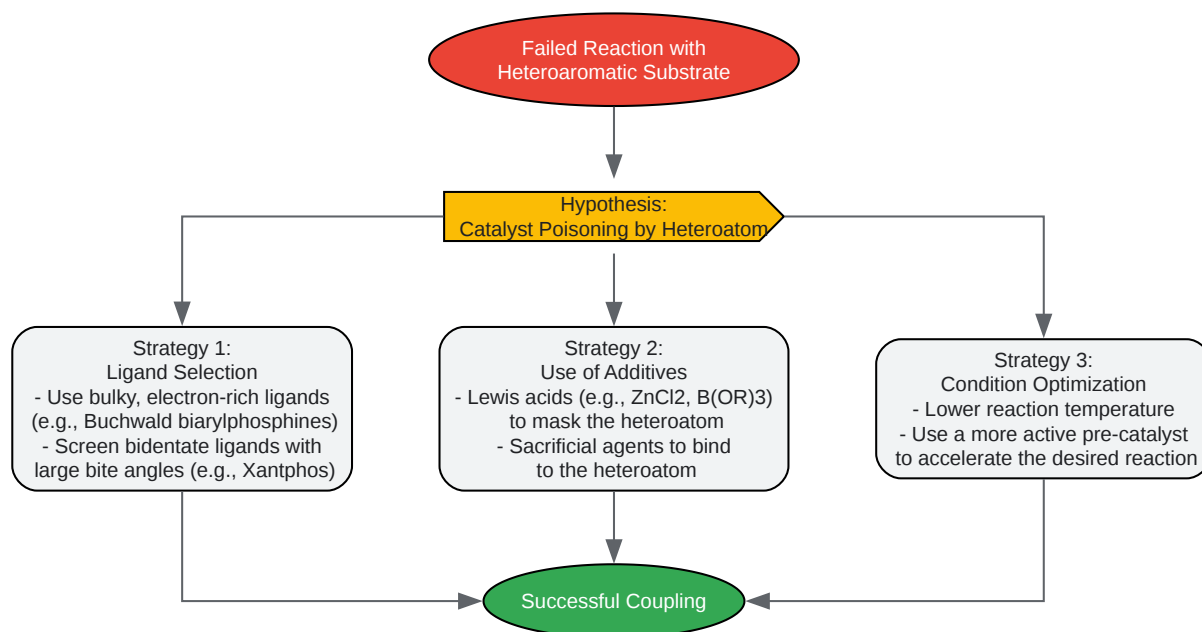 Failed Reaction with
Heteroaromatic Substrate
Hypothesis:
Catalyst Poisoning by Heteroatom
Strategy 1:
Ligand Selection
- Use bulky, electron-rich ligands
(e.g., Buchwald biarylphosphines)
- Screen bidentate ligands with
large bite angles (e.g., Xantphos)
Strategy 2:
Use of Additives
- Lewis acids (e.g., ZnCl2, B(OR)3)
to mask the heteroatom
- Sacrificial agents to bind
to the heteroatom
Strategy 3:
Condition Optimization
- Lower reaction temperature
- Use a more active pre-catalyst
to accelerate the desired reaction
Successful Coupling